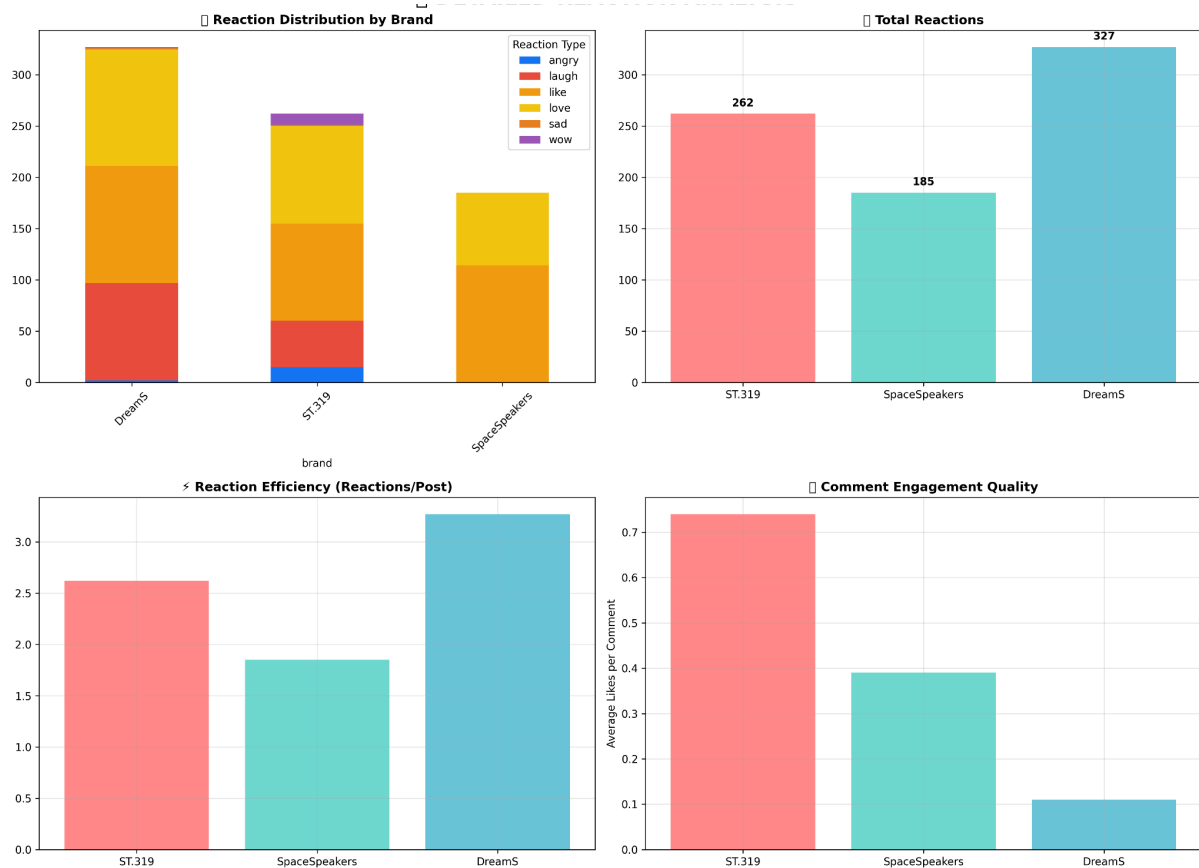 ▯ Reaction Distribution by Brand
Reaction Type
angry
laugh
like
love
sad
wow
300
250
200
150
100
50
0
DreamS
ST.319
SpaceSpeakers
brand
▯ Total Reactions
300
250
200
150
100
50
0
262
185
327
ST.319
SpaceSpeakers
DreamS
⚡ Reaction Efficiency (Reactions/Post)
3.0
2.5
2.0
1.5
1.0
0.5
0.0
ST.319
SpaceSpeakers
DreamS
▯ Comment Engagement Quality
Average Likes per Comment
0.7
0.6
0.5
0.4
0.3
0.2
0.1
0.0
ST.319
SpaceSpeakers
DreamS